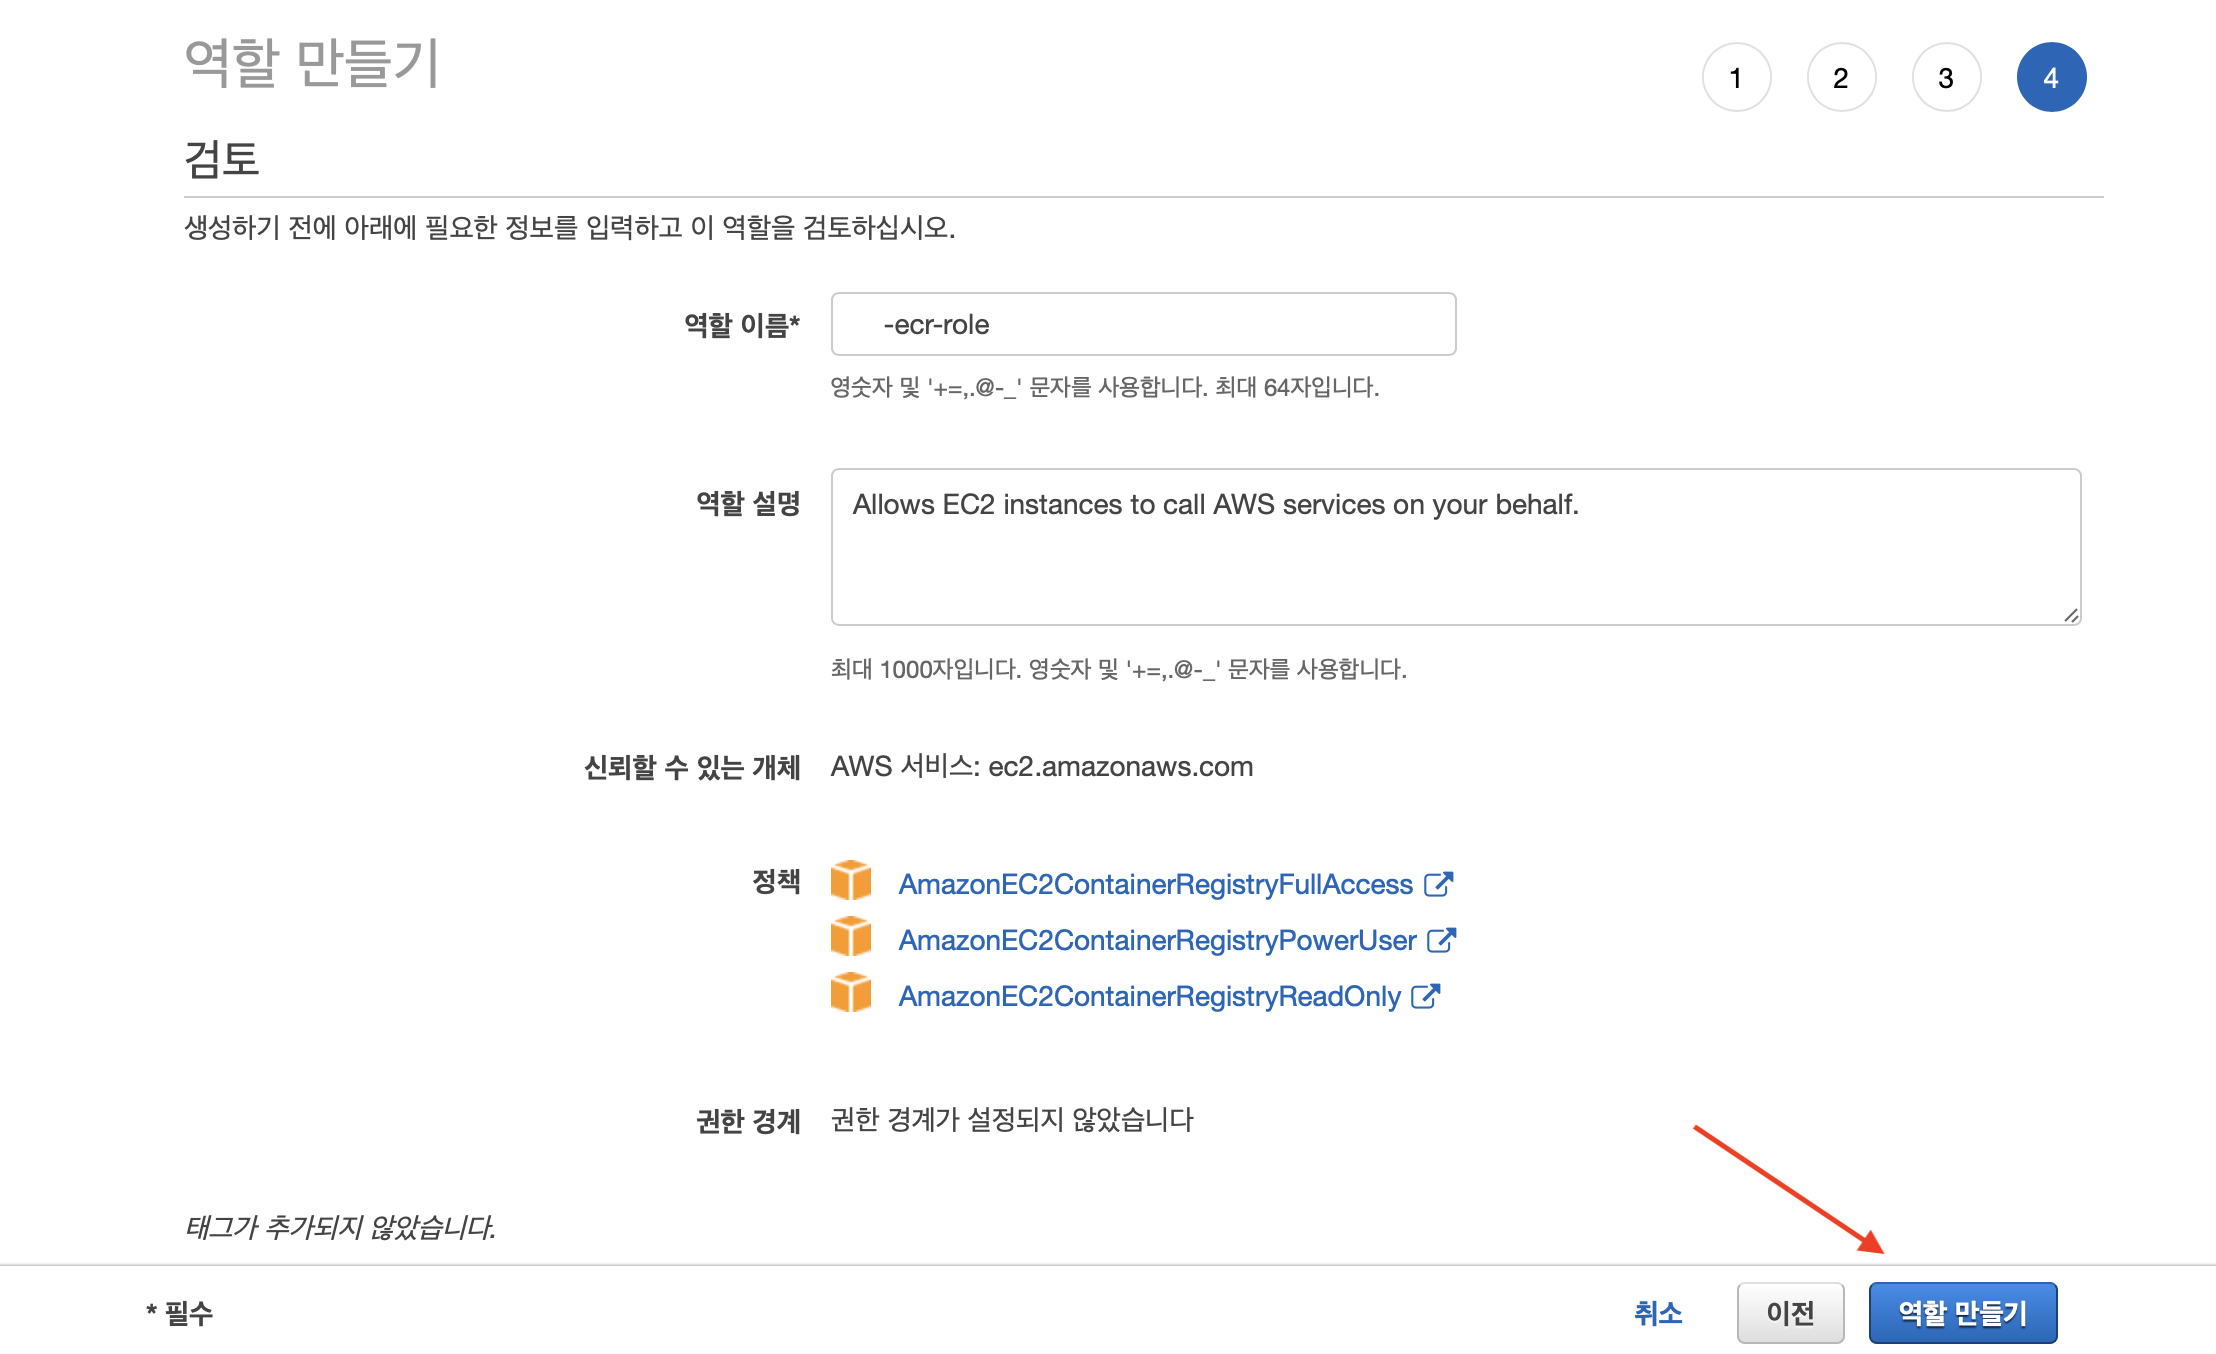 역할 만들기
1 2 3 4
검토
생성하기 전에 아래에 필요한 정보를 입력하고 이 역할을 검토하십시오.
역할 이름* -ecr-role
영숫자 및 '+=,.@-_' 문자를 사용합니다. 최대 64자입니다.
역할 설명 Allows EC2 instances to call AWS services on your behalf.
최대 1000자입니다. 영숫자 및 '+=,.@-_' 문자를 사용합니다.
신뢰할 수 있는 개체 AWS 서비스: ec2.amazonaws.com
정책 AmazonEC2ContainerRegistryFullAccess
AmazonEC2ContainerRegistryPowerUser
AmazonEC2ContainerRegistryReadOnly
권한 경계 권한 경계가 설정되지 않았습니다
태그가 추가되지 않았습니다.
* 필수 취소 이전 역할 만들기